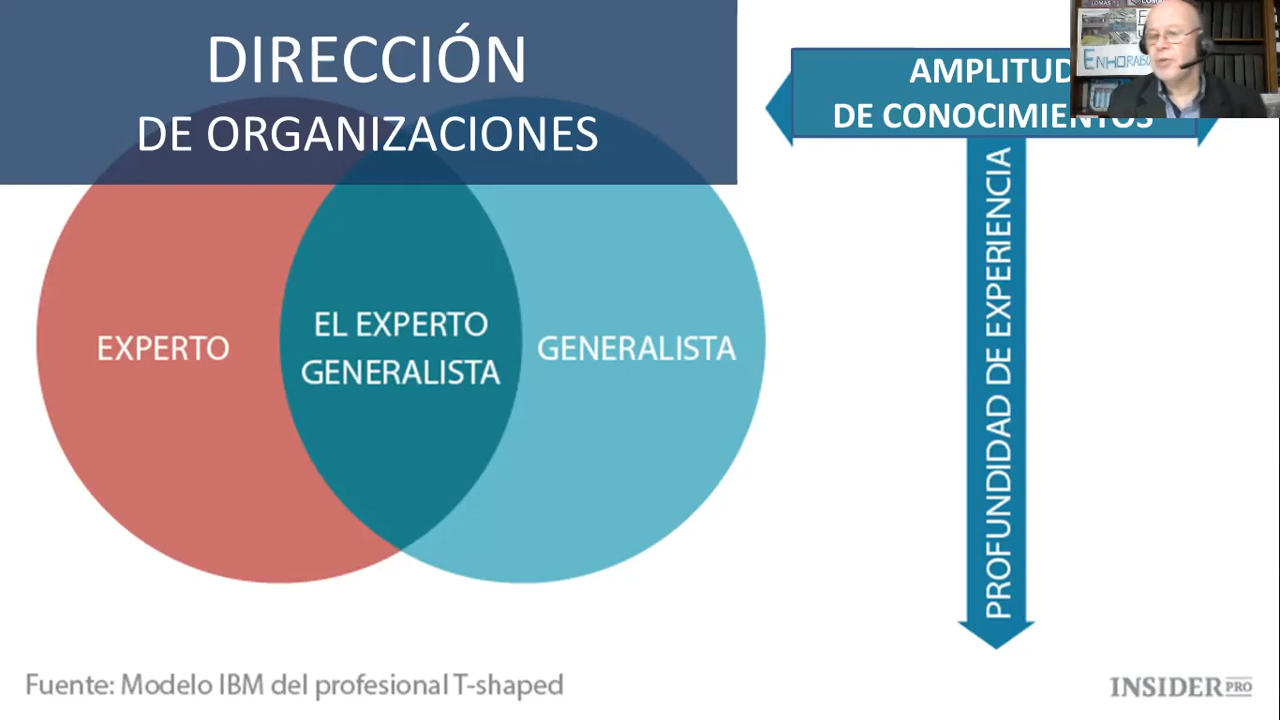 DIRECCIÓN
DE ORGANIZACIONES
AMPLITUD
DE CONOCIMIENTOS
EXPERTO
EL EXPERTO
GENERALISTA
GENERALISTA
PROFUNDIDAD DE EXPERIENCIA
Fuente: Modelo IBM del profesional T-shaped
INSIDER PRO